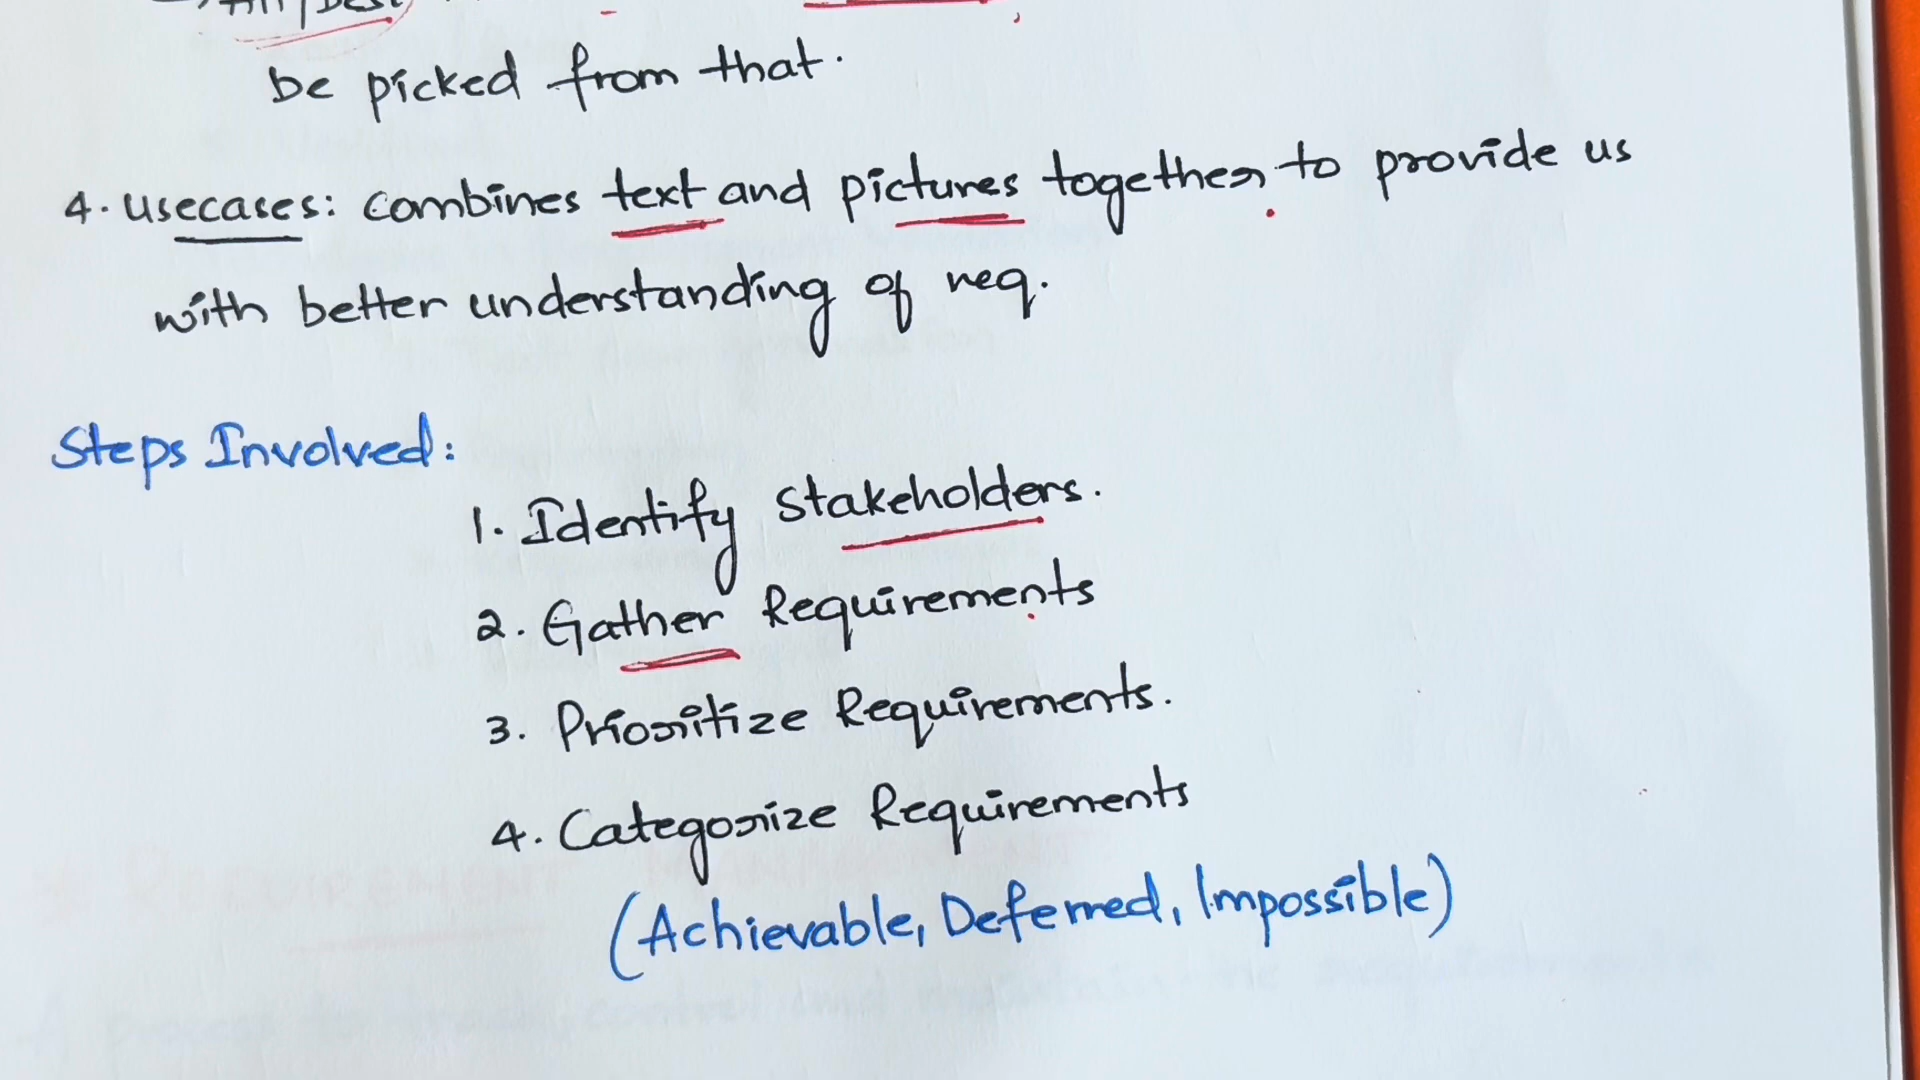 be picked from that.
4. usecases: combines text and pictures together to provide us
with better understanding of req.
Steps Involved:
1. Identify stakeholders.
2. Gather Requirements
3. Prioritize Requirements.
4. Categorize Requirements
(Achievable, Deferred, Impossible)